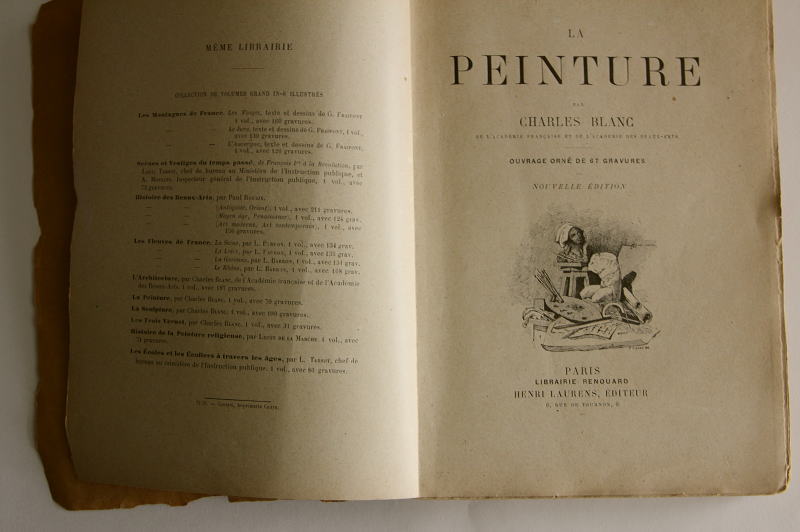 MÊME LIBRAIRIE
COLLECTION DE VOLUMES GRAND IN-8 ILLUSTRÉS
Les Montagnes de France. Les Vosges, texte et dessins de G. Fraipont
1 vol., avec 160 gravures.
— Le Jura, texte et dessins de G. Fraipont, 1 vol.,
avec 130 gravures.
— L'Auvergne, texte et dessins de G. Fraipont,
1 vol., avec 120 gravures.
Scènes et Vestiges du temps passé, de François Ier à la Révolution, par
Louis Tarsot, chef de bureau au Ministère de l'Instruction publique, et
A. inspecteur général de l'Instruction publique, 1 vol., avec
73 gravures.
Histoire des Beaux-Arts, par Paul Rouaix.
— — (Antiquité, Orient), 1 vol., avec 211 gravures.
— — (Moyen âge, Renaissance), 1 vol., avec 124 grav.
— — (Art moderne, Art contemporain), 1 vol., avec
150 gravures.
Les Fleuves de France. La Seine, par L. Barron, 1 vol., avec 134 grav.
— — La Loire, par L. Barron, 1 vol., avec 134 grav.
— — La Garonne, par L. Barron, 1 vol., avec 151 grav.
— — Le Rhône, par L. Barron, 1 vol., avec 168 grav.
L'Architecture, par Charles Blanc, de l'Académie française et de l'Académie
des Beaux-Arts. 1 vol., avec 187 gravures.
La Peinture, par Charles Blanc, 1 vol., avec 70 gravures.
La Sculpture, par Charles Blanc, 1 vol., avec 100 gravures.
Les Trois Vernet, par Charles Blanc, 1 vol., avec 31 gravures.
Histoire de la Peinture religieuse, par Lucot de la Marche, 1 vol., avec
73 gravures.
Les Écoles et les Écoliers à travers les âges, par L. Tarsot, chef de
bureau au ministère de l'Instruction publique. 1 vol., avec 85 gravures.
Imprimerie Crété.
LA
PEINTURE
PAR
CHARLES BLANC
DE L'ACADÉMIE FRANÇAISE ET DE L'ACADÉMIE DES BEAUX-ARTS
OUVRAGE ORNÉ DE 67 GRAVURES
NOUVELLE ÉDITION
PARIS
LIBRAIRIE RENOUARD
HENRI LAURENS, ÉDITEUR
6, RUE DE TOURNON, 6